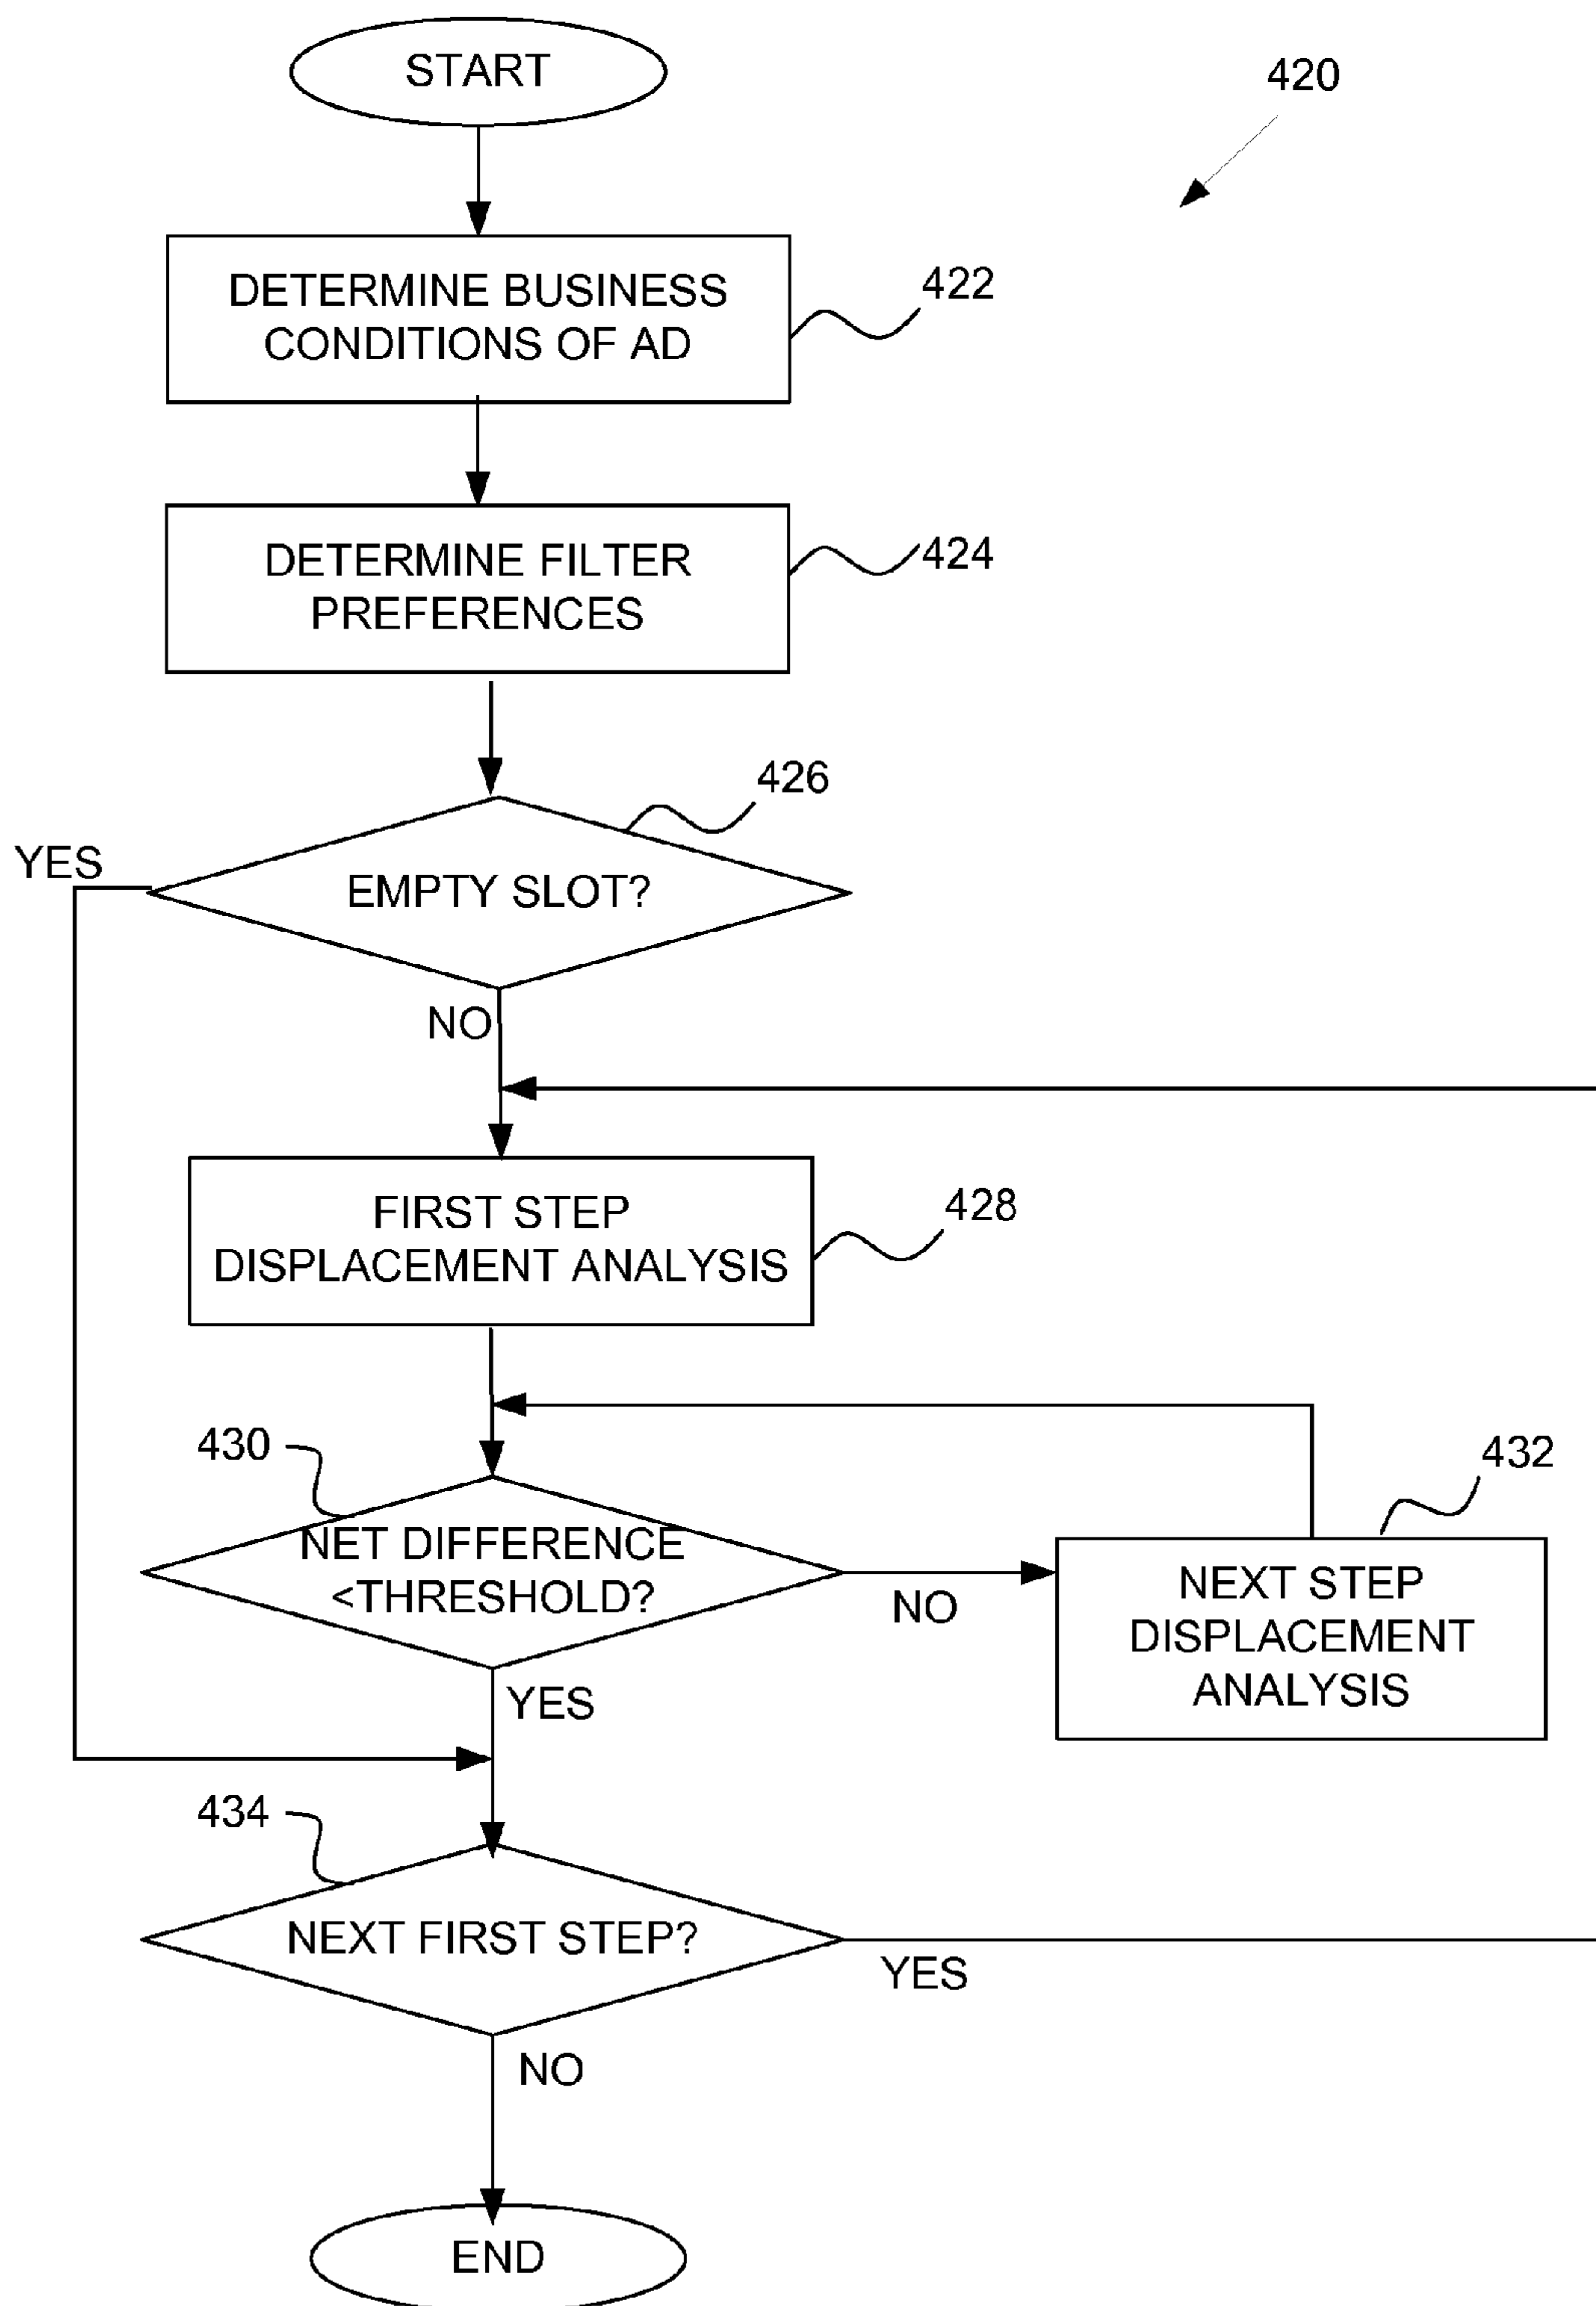 START
420
DETERMINE BUSINESS
CONDITIONS OF AD
422
DETERMINE FILTER
PREFERENCES
424
426
YES
EMPTY SLOT?
NO
FIRST STEP
DISPLACEMENT ANALYSIS
428
430
NET DIFFERENCE
<THRESHOLD?
NO
432
NEXT STEP
DISPLACEMENT
ANALYSIS
YES
434
NEXT FIRST STEP?
YES
NO
END